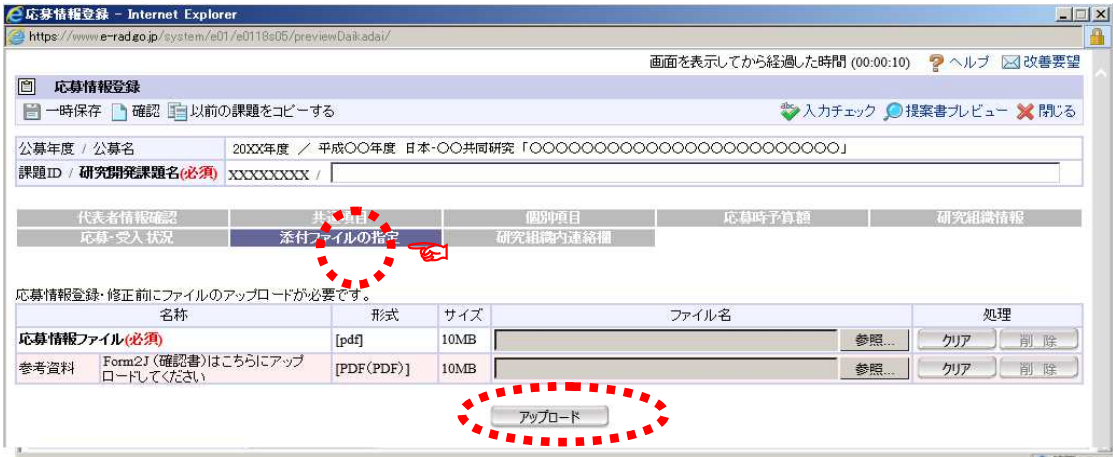 応募情報登録 - Internet Explorer
https://www.e-rad.go.jp/system/e01/e0118s05/previewDaikadai/
画面を表示してから経過した時間 (00:00:10) ヘルプ 改善要望
応募情報登録
一時保存 確認 以前の課題をコピーする 入力チェック 提案書プレビュー 閉じる
公募年度 / 公募名 20XX年度 ／ 平成〇〇年度 日本-〇〇共同研究「〇〇〇〇〇〇〇〇〇〇〇〇〇〇〇〇〇〇〇〇〇〇〇〇〇」
課題ID / 研究開発課題名(必須) XXXXXXXX /
代表者情報確認 共通項目 個別項目 応募時予算額 研究組織情報
応募・受入状況 添付ファイルの指定 研究組織内連絡欄
応募情報登録・修正前にファイルのアップロードが必要です。
名称 形式 サイズ ファイル名 処理
応募情報ファイル(必須) [pdf] 10MB 参照... クリア 削 除
参考資料 Form2J（確認書）はこちらにアップ
ロードしてください [PDF(PDF)] 10MB 参照... クリア 削 除
アップロード